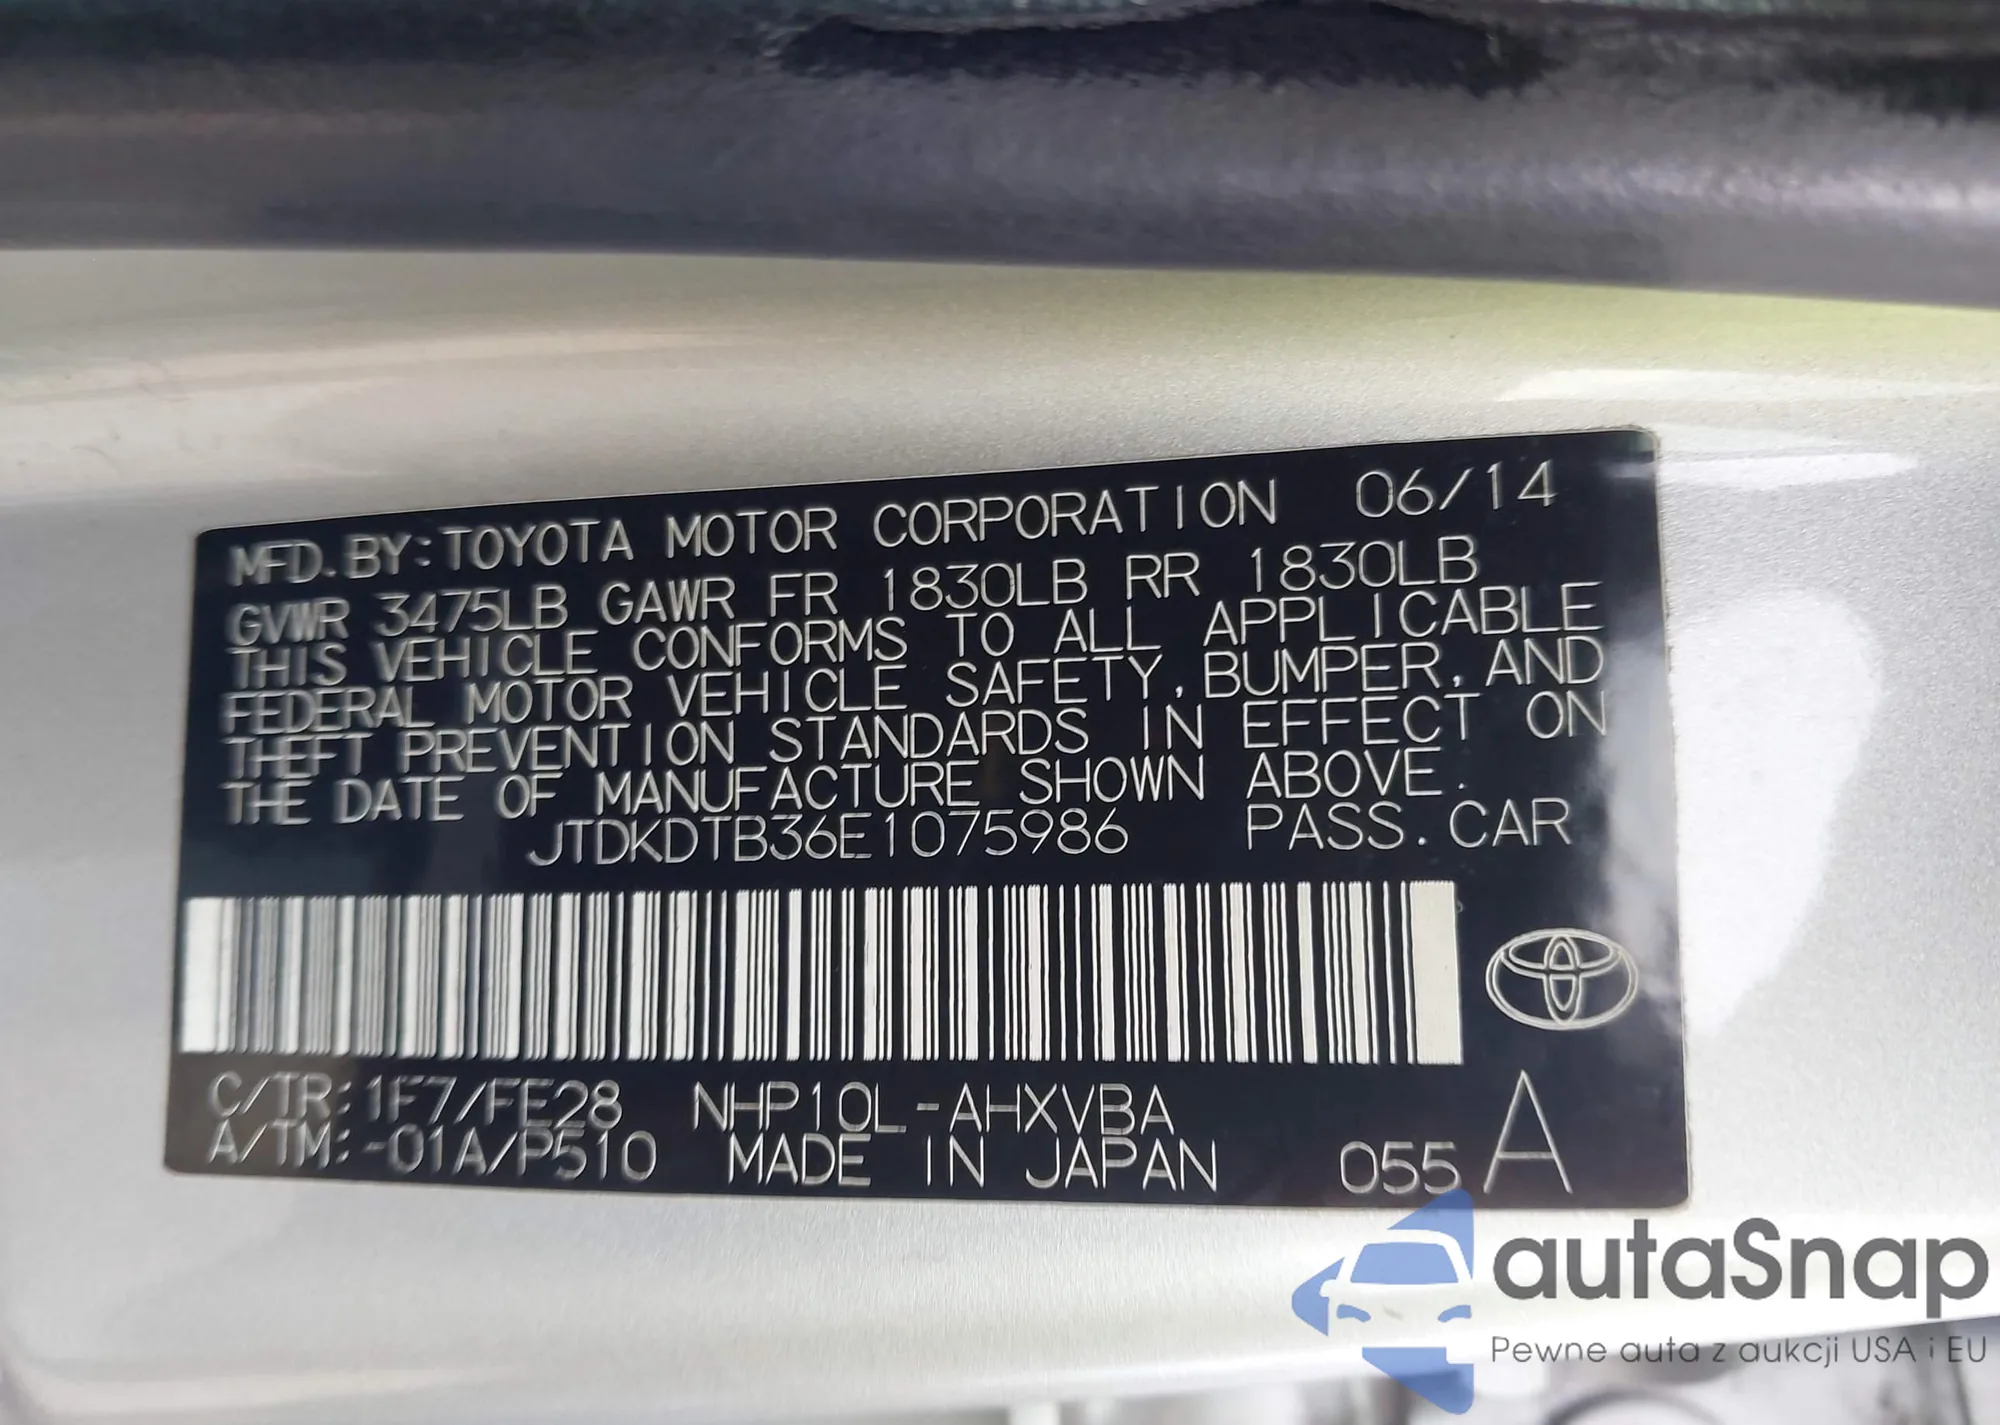 MFD. BY: TOYOTA MOTOR CORPORATION 06/14
GVWR 3475LB GAWR FR 1830LB RR 1830LB
THIS VEHICLE CONFORMS TO ALL APPLICABLE
FEDERAL MOTOR VEHICLE SAFETY, BUMPER, AND
THEFT PREVENTION STANDARDS IN EFFECT ON
THE DATE OF MANUFACTURE SHOWN ABOVE.
JTDKDTB36E1075986 PASS. CAR
C/TR: 1F7/FE28 NHP10L-AHXVBA
A/TM: -01A/P510 MADE IN JAPAN 055 A
autaSnap
Pewne auta z aukcji USA i EU